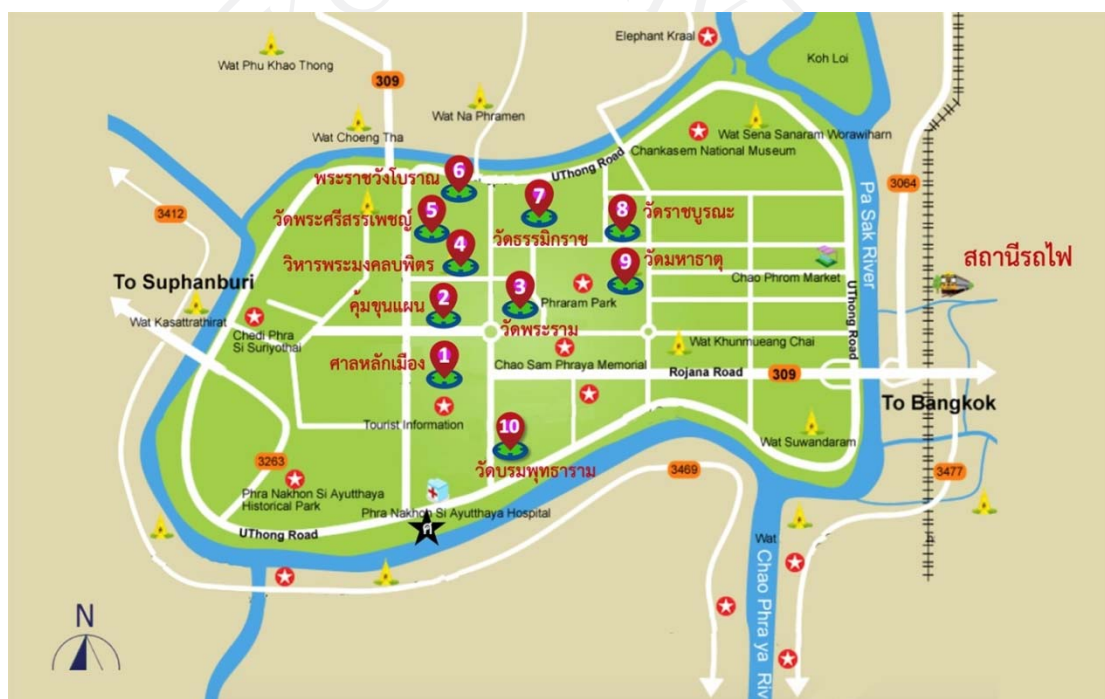 Elephant Kraal
Koh Loi
Wat Phu Khao Thong
309
Wat Na Phramen
Wat Choeng Tha
Wat Sena Sanaram Worawiharn
Chankasem National Museum
UThong Road
3064
พระราชวังโบราณ
6
3412
วัดพระศรีสรรเพชญ์
5
7
8
วัดราชบูรณะ
วัดธรรมิกราช
Pa Sak River
4
วิหารพระมงคลบพิตร
9
วัดมหาธาตุ
Chao Phrom Market
สถานีรถไฟ
To Suphanburi
คุ้มขุนแผน
2
3
Phraram Park
UThong Road
Wat Kasattrathirat
Chedi Phra
Si Suriyothai
วัดพระราม
Wat Khunmueang Chai
ศาลหลักเมือง
1
Chao Sam Phraya Memorial
Rojana Road
309
To Bangkok
Tourist Information
10
Wat Suwandaram
วัดบรมพุทธาราม
3263
3469
3477
Phra Nakhon Si Ayutthaya
Historical Park
Phra Nakhon Si Ayutthaya Hospital
ศ
UThong Road
Wat
Chao Phra ya Riv
N